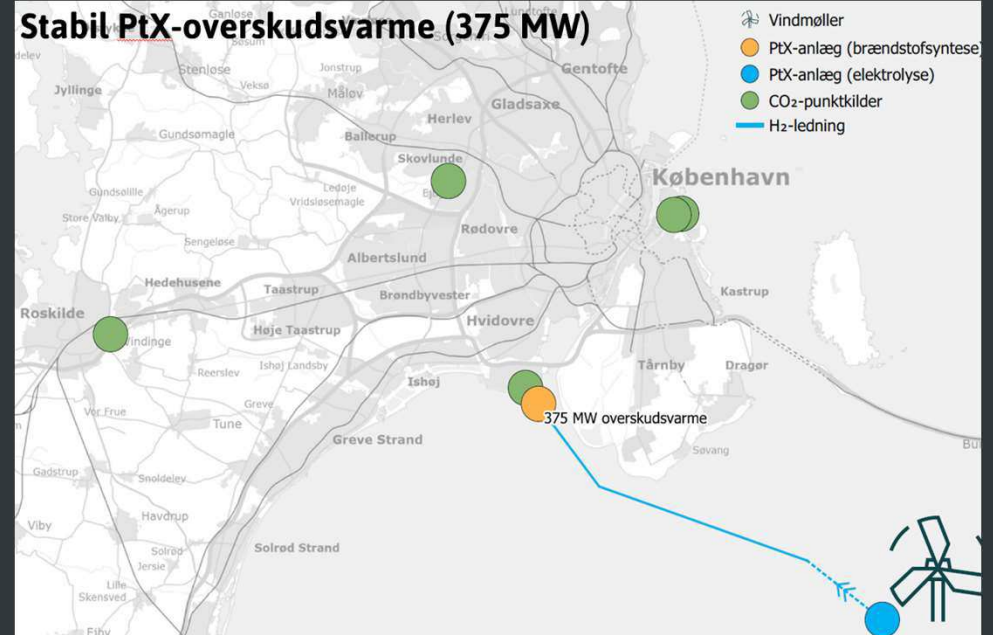 Stabil PtX-overskudsvarme (375 MW)
Vindmøller
PtX-anlæg (brændstofsyntese)
PtX-anlæg (elektrolyse)
CO₂-punktkilder
H₂-ledning
Gentofte
Stenløse
Jonstrup
Måløv
Veksø
Jyllinge
Gladsaxe
Herlev
Ballerup
Gundsømagle
Skovlunde
København
Gundsølille
Ledøje
Vridsløsemagle
Store Valby
Ågerup
Rødovre
Sengeløse
Albertslund
Hedehusene
Taastrup
Brøndbyvester
Kastrup
Roskilde
Høje Taastrup
Hvidovre
Vindinge
Reerslev
Ishøj Landsby
Ishøj
Tårnby
Dragør
Vor Frue
Greve
Tune
375 MW overskudsvarme
Greve Strand
Søvang
Gadstrup
Snoldelev
Havdrup
Viby
Solrød
Jersie
Solrød Strand
Lille
Skensved